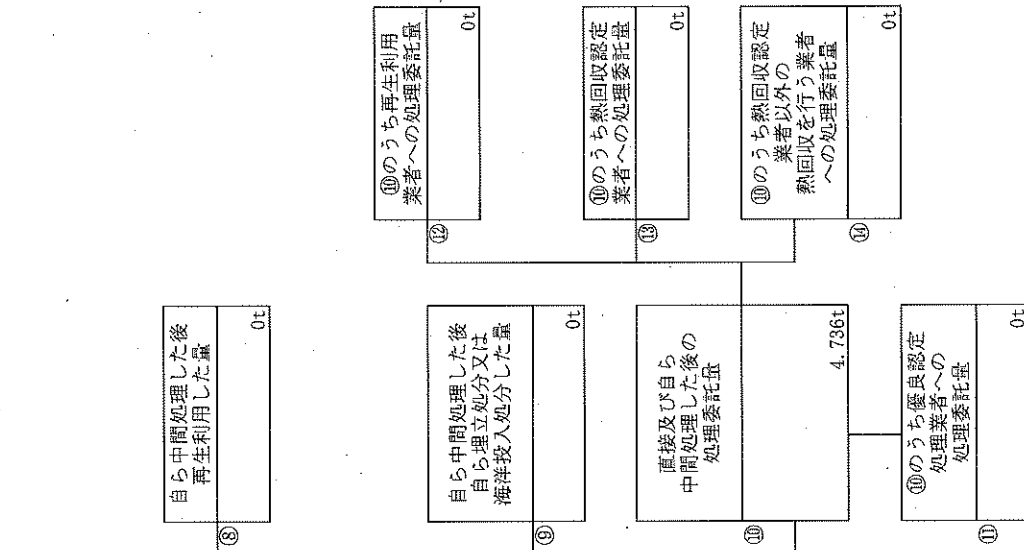 ⑧
自ら中間処理した後
再生利用した量
0t
⑨
自ら中間処理した後
自ら埋立処分又は
海洋投入処分した量
0t
⑩
直接及び自ら
中間処理した後の
処理委託量
4.736t
⑪
⑩のうち優良認定
処理業者への
処理委託量
0t
⑫
⑩のうち再生利用
業者への処理委託量
0t
⑬
⑩のうち熱回収認定
業者への処理委託量
0t
⑭
⑩のうち熱回収認定
業者以外の
熱回収を行う業者
への処理委託量
0t